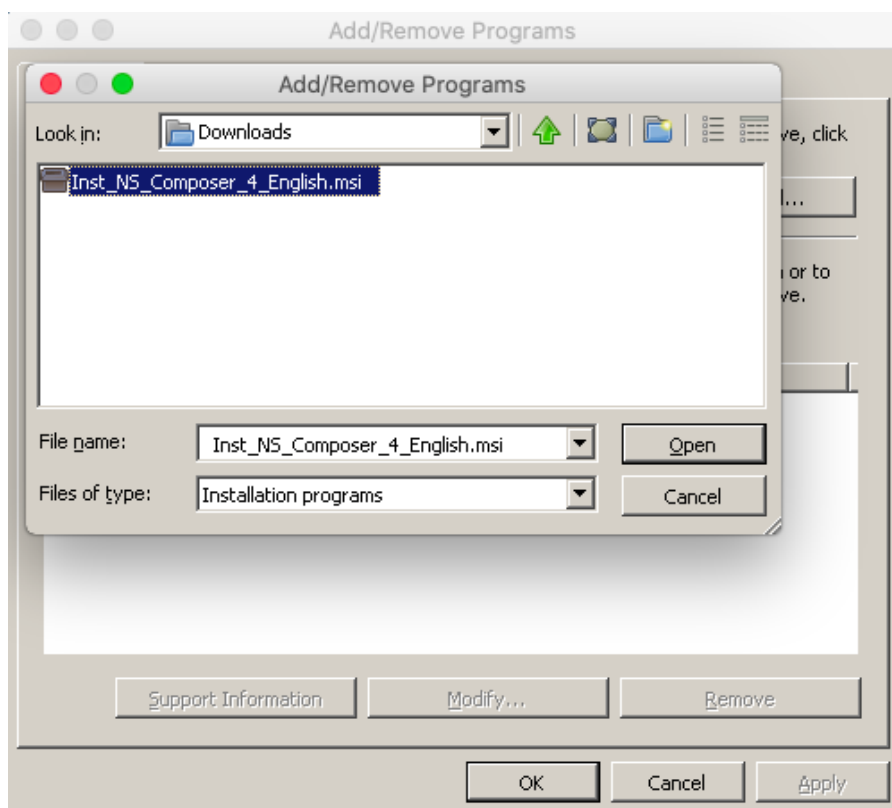 Add/Remove Programs
Add/Remove Programs
Look in:
Downloads
ve, click
Inst_NS_Composer_4_English.msi
...
or to
ve.
File name:
Inst_NS_Composer_4_English.msi
Open
Files of type:
Installation programs
Cancel
Support Information
Modify...
Remove
OK
Cancel
Apply